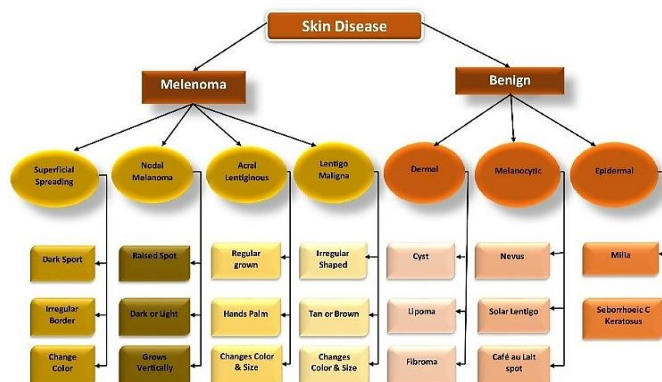 Skin Disease
Melenoma
Benign
Superficial
Spreading
Nodal
Melanoma
Acral
Lentiginous
Lentigo
Maligna
Dermal
Melanocytic
Epidermal
Dark Sport
Raised Spot
Regular
grown
Irregular
Shaped
Cyst
Nevus
Milia
Irregular
Border
Dark or Light
Hands Palm
Tan or Brown
Lipoma
Solar Lentigo
Seborrhoeic C
Keratosus
Change
Color
Grows
Vertically
Changes Color
& Size
Changes
Color & Size
Fibroma
Café au Lait
spot